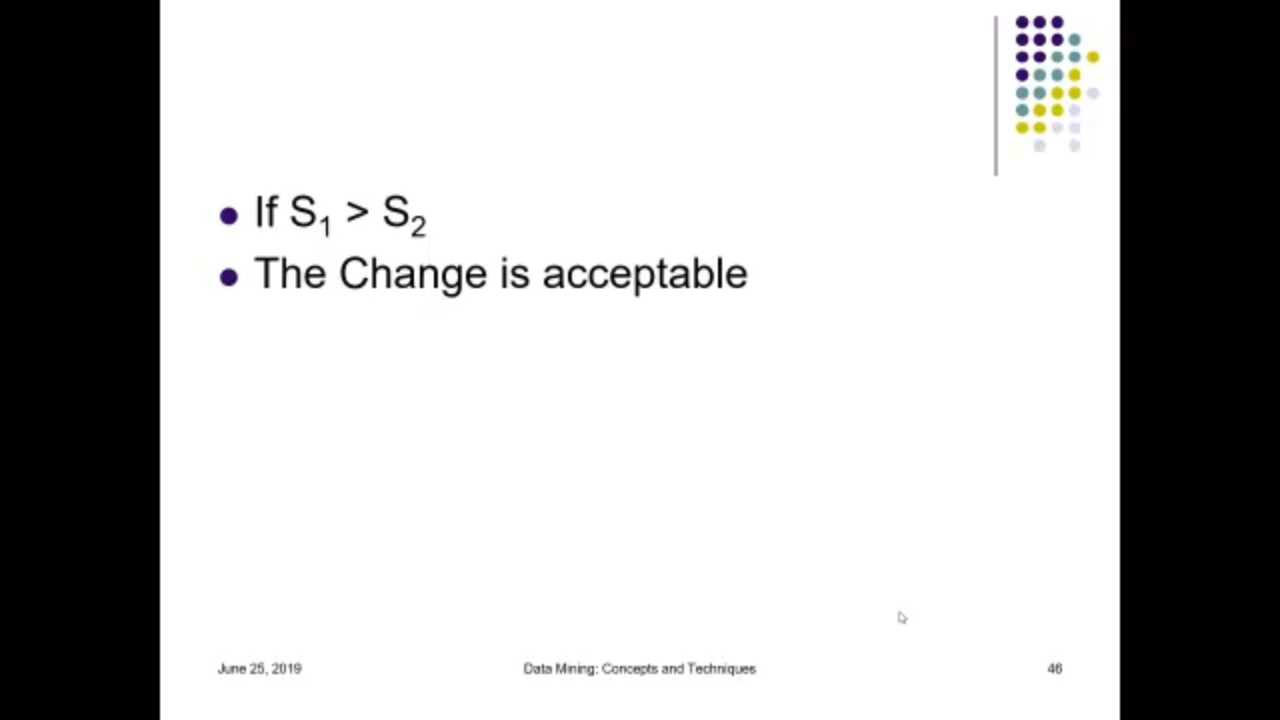 If S₁ > S₂
The Change is acceptable
June 25, 2019
Data Mining: Concepts and Techniques
46